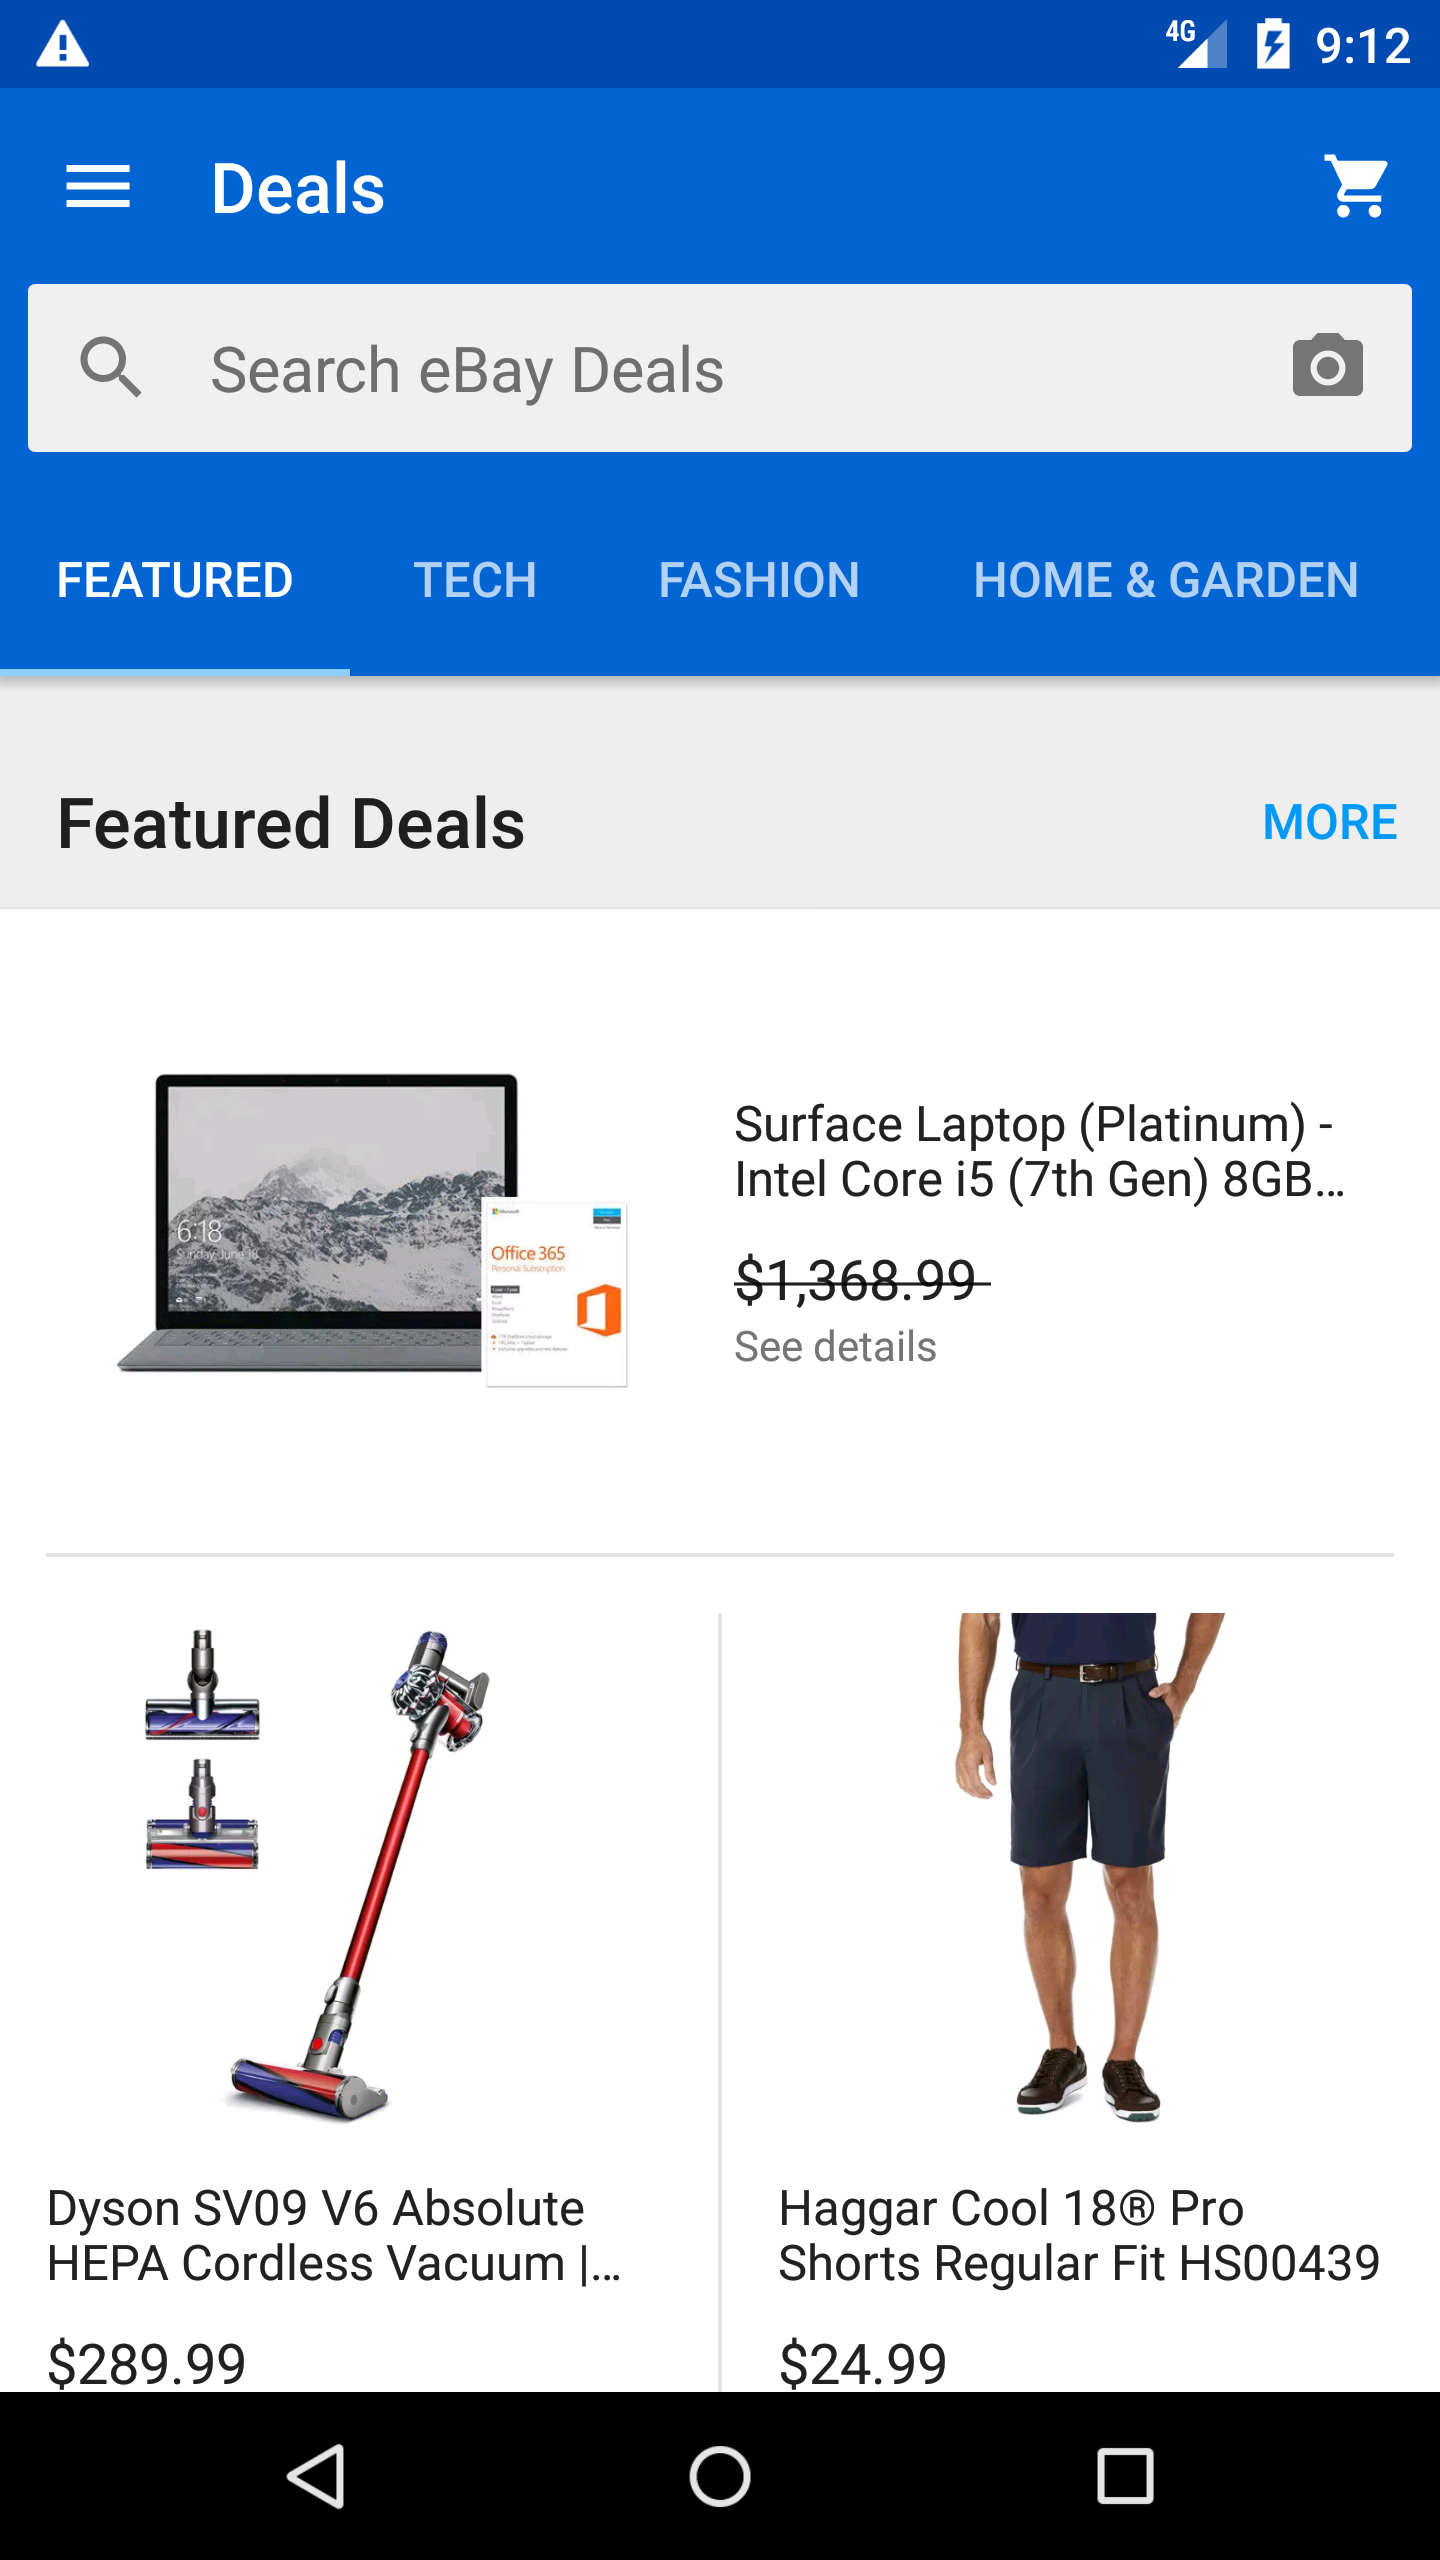 4G 9:12
Deals
Search eBay Deals
FEATURED TECH FASHION HOME & GARDEN
Featured Deals MORE
6:18
Sunday, June 18
Microsoft
Office 365
Personal Subscription
Surface Laptop (Platinum) -
Intel Core i5 (7th Gen) 8GB...
$1,368.99
See details
Dyson SV09 V6 Absolute
HEPA Cordless Vacuum |...
$289.99
Haggar Cool 18® Pro
Shorts Regular Fit HS00439
$24.99